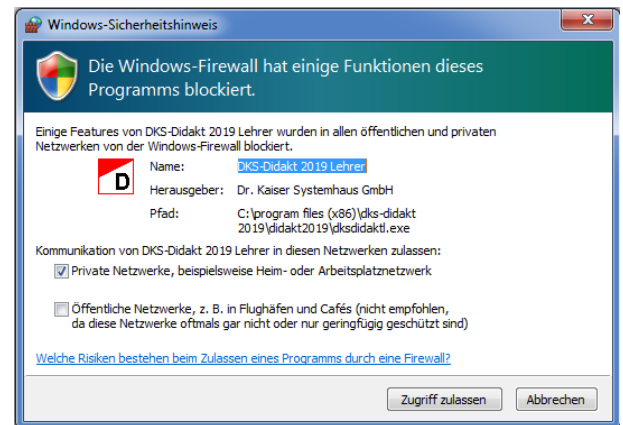 Windows-Sicherheitshinweis
Die Windows-Firewall hat einige Funktionen dieses
Programms blockiert.
Einige Features von DKS-Didakt 2019 Lehrer wurden in allen öffentlichen und privaten
Netzwerken von der Windows-Firewall blockiert.
D
Name: DKS-Didakt 2019 Lehrer
Herausgeber: Dr. Kaiser Systemhaus GmbH
Pfad: C:\program files (x86)\dks-didakt
2019\didakt2019\dksdidaktl.exe
Kommunikation von DKS-Didakt 2019 Lehrer in diesen Netzwerken zulassen:
Private Netzwerke, beispielsweise Heim- oder Arbeitsplatznetzwerk
Öffentliche Netzwerke, z. B. in Flughäfen und Cafés (nicht empfohlen,
da diese Netzwerke oftmals gar nicht oder nur geringfügig geschützt sind)
Welche Risiken bestehen beim Zulassen eines Programms durch eine Firewall?
Zugriff zulassen Abbrechen